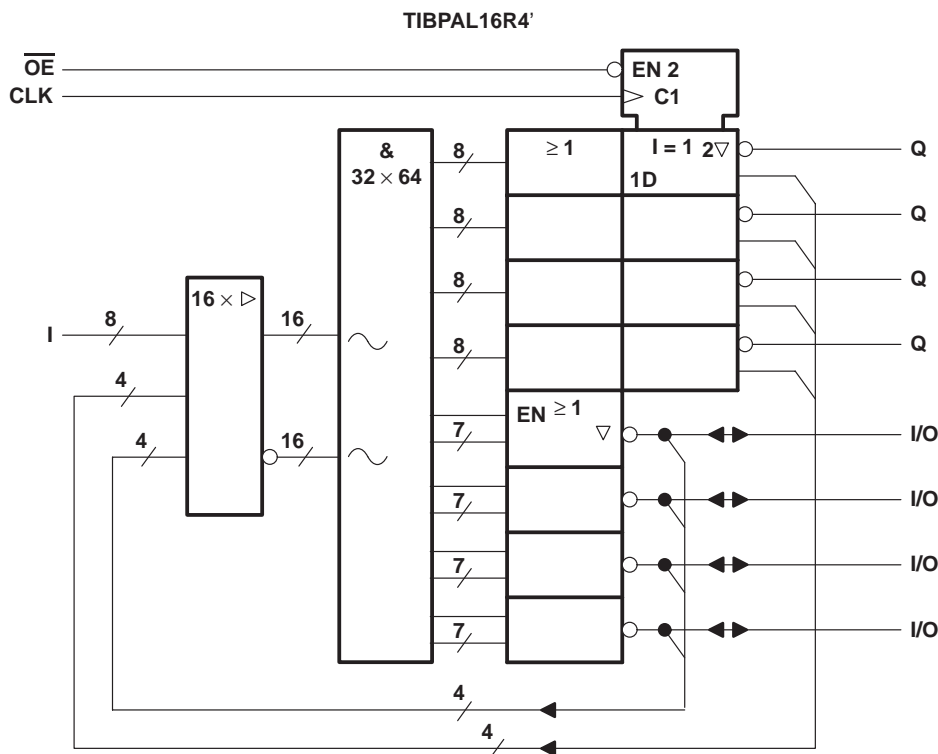 TIBPAL16R4’
OE
EN 2
CLK
C1
&
32 × 64
8
≥ 1
I = 1 2▽
Q
1D
8
Q
8
Q
16 × ▷
I
8
16
8
Q
4
EN ≥ 1
▽
7
I/O
4
16
7
I/O
7
I/O
7
I/O
4
4